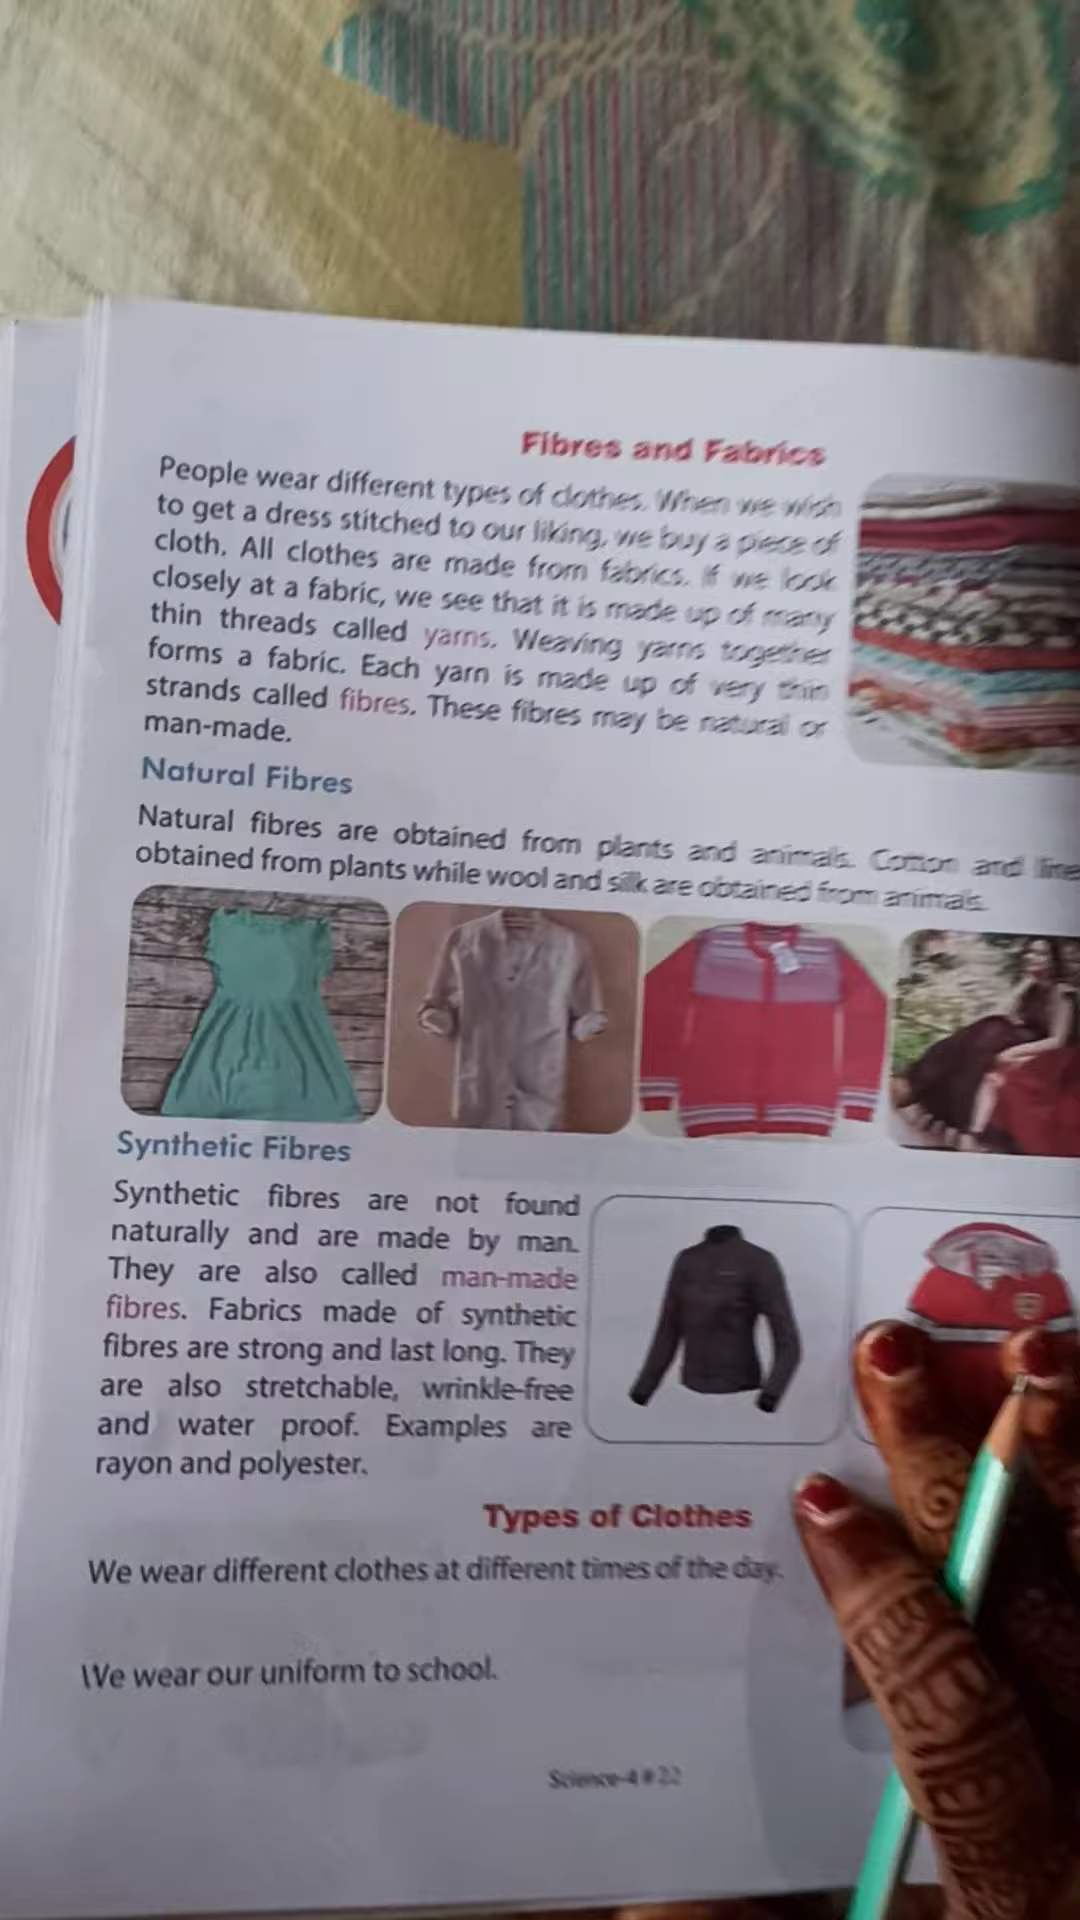 Fibres and Fabrics
People wear different types of clothes. When we wish
to get a dress stitched to our liking, we buy a piece of
cloth. All clothes are made from fabrics. If we look
closely at a fabric, we see that it is made up of many
thin threads called yarns. Weaving yarns together
forms a fabric. Each yarn is made up of very thin
strands called fibres. These fibres may be natural or
man-made.
Natural Fibres
Natural fibres are obtained from plants and animals. Cotton and line
obtained from plants while wool and silk are obtained from animals.
Synthetic Fibres
Synthetic fibres are not found
naturally and are made by man.
They are also called man-made
fibres. Fabrics made of synthetic
fibres are strong and last long. They
are also stretchable, wrinkle-free
and water proof. Examples are
rayon and polyester.
Types of Clothes
We wear different clothes at different times of the day.
We wear our uniform to school.
Science-4#22